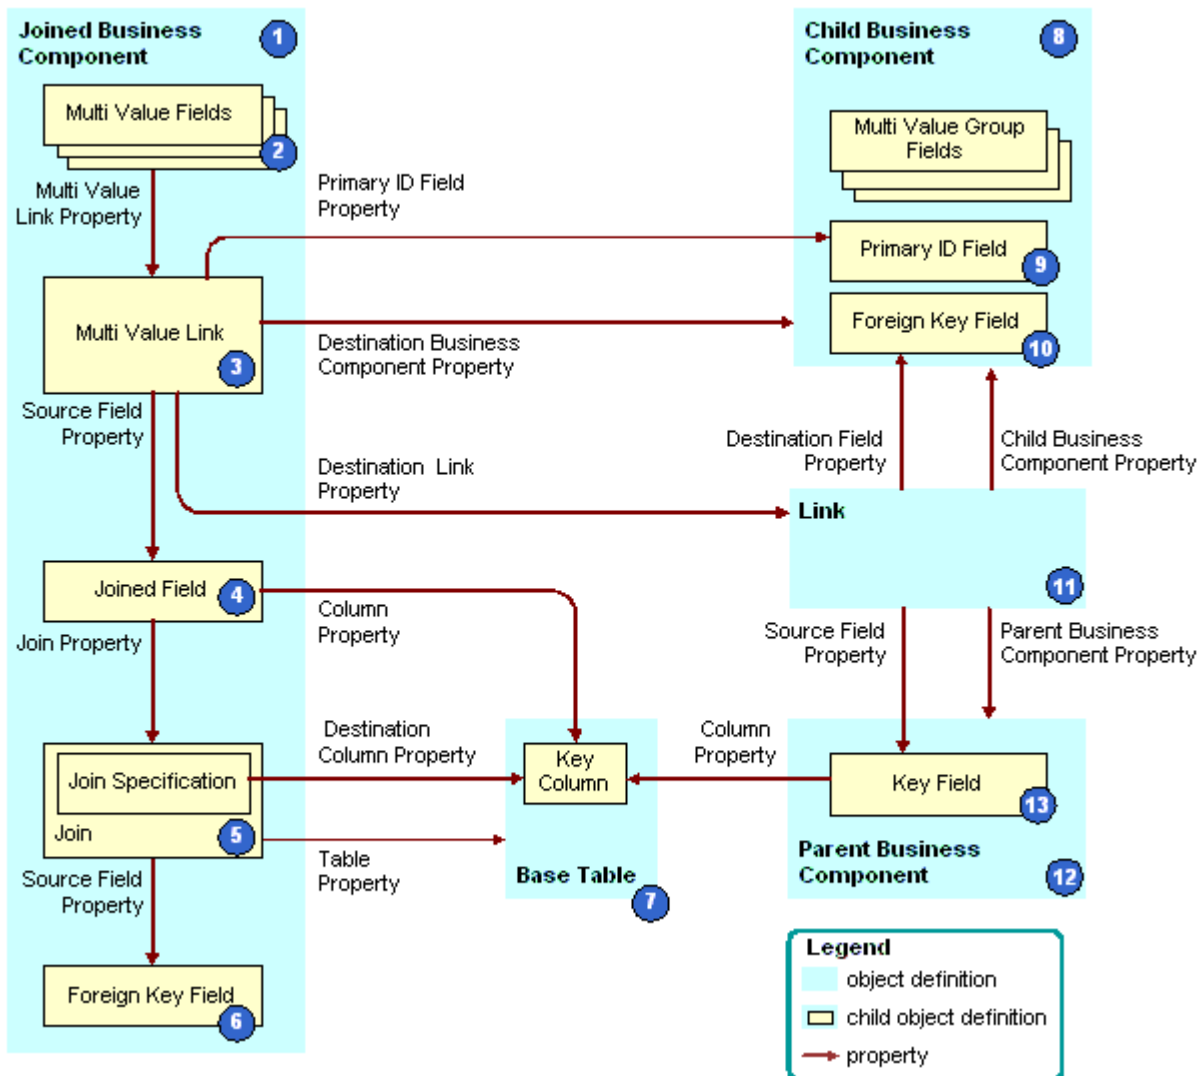 Joined Business
Component
1
Multi Value Fields
2
Multi Value
Link Property
Primary ID Field
Property
Multi Value Link
3
Destination Business
Component Property
Source Field
Property
Destination Link
Property
Joined Field
4
Column
Property
Join Property
Join Specification
Join
5
Destination
Column Property
Table
Property
Source Field
Property
Foreign Key Field
6
Key
Column
Base Table
7
Child Business
Component
8
Multi Value Group
Fields
Primary ID Field
9
Foreign Key Field
10
Destination Field
Property
Child Business
Component Property
Link
11
Source Field
Property
Parent Business
Component Property
Column
Property
Key Field
13
Parent Business
Component
12
Legend
object definition
child object definition
property